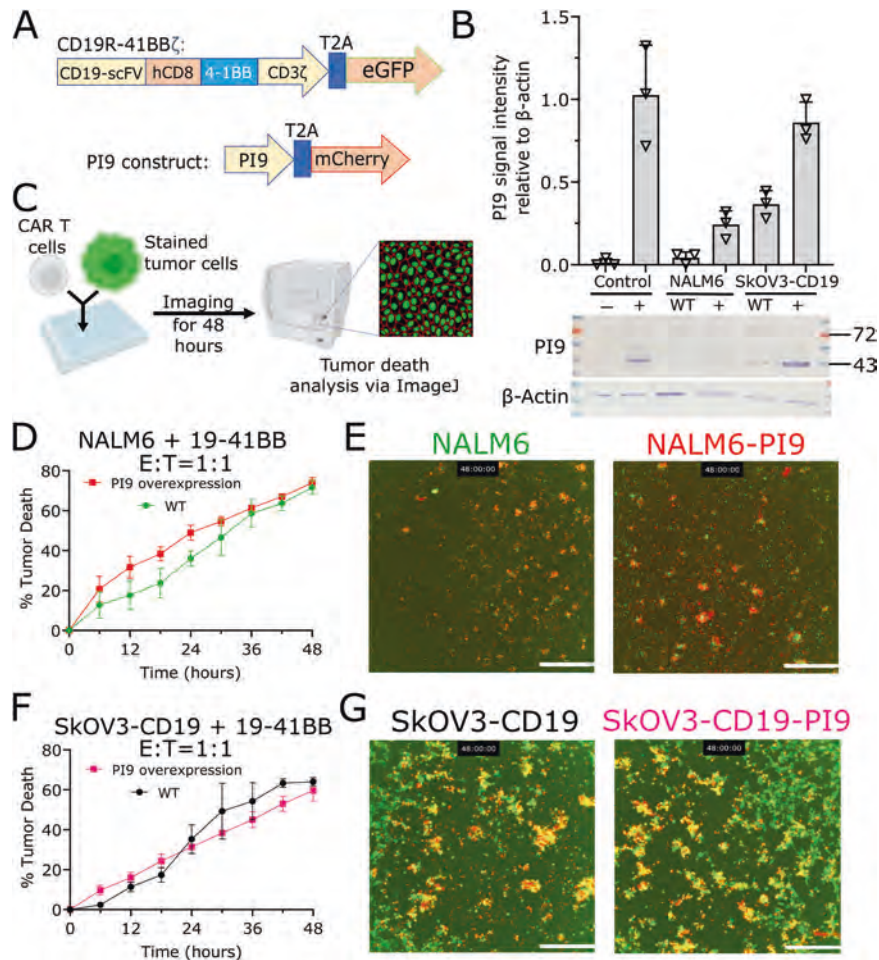 A
CD19R-41BBζ:
T2A
CD19-scFV hCD8 4-1BB CD3ζ eGFP
T2A
PI9 construct: PI9 mCherry
B
PI9 signal intensity
relative to β-actin
1.5
1.0
0.5
0.0
Control NALM6 SkOV3-CD19
– + WT + WT +
PI9
72
43
β-Actin
C
CAR T
cells
Stained
tumor cells
Imaging
for 48
hours
Tumor death
analysis via ImageJ
D
NALM6 + 19-41BB
E:T=1:1
PI9 overexpression
WT
% Tumor Death
80
60
40
20
0
0 12 24 36 48
Time (hours)
E
NALM6 NALM6-PI9
48:00:00 48:00:00
F
SkOV3-CD19 + 19-41BB
E:T=1:1
PI9 overexpression
WT
% Tumor Death
80
60
40
20
0
0 12 24 36 48
Time (hours)
G
SkOV3-CD19 SkOV3-CD19-PI9
48:00:00 48:00:00